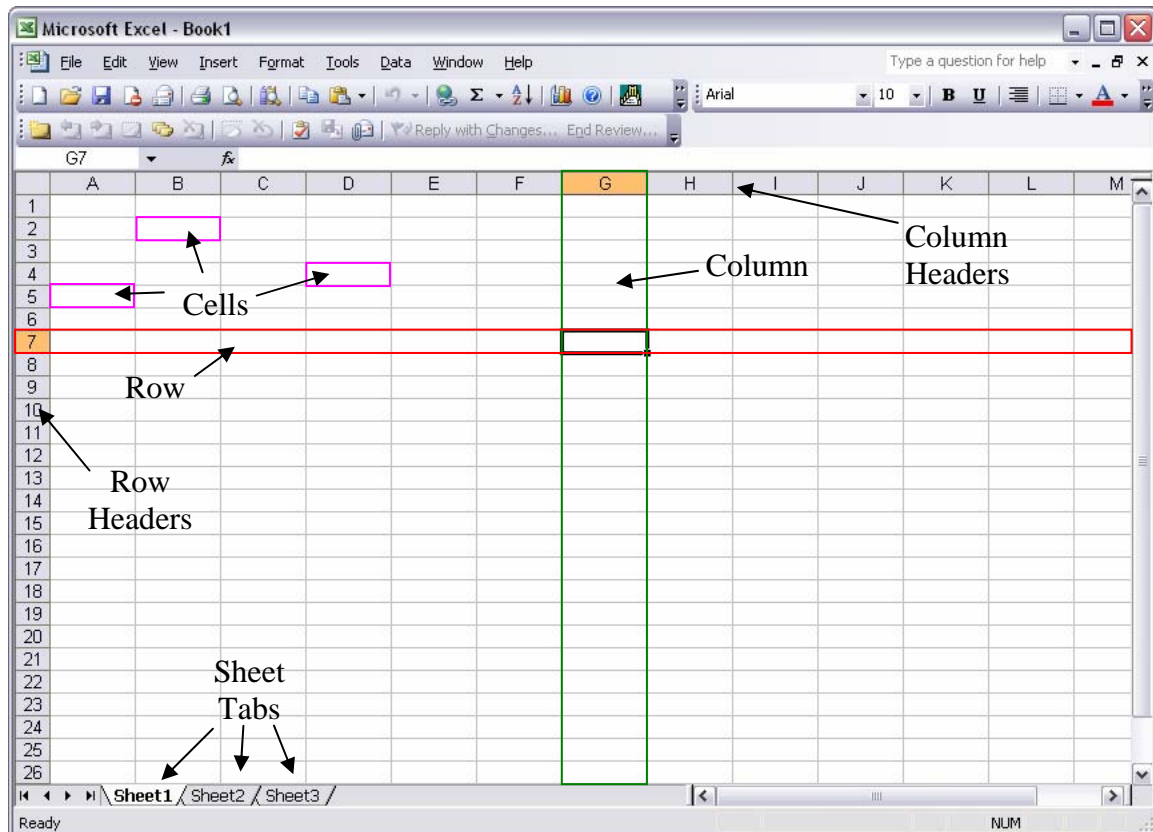 Microsoft Excel - Book1
File Edit View Insert Format Tools Data Window Help Type a question for help
Arial 10 B U A
Reply with Changes... End Review...
G7 fx
A B C D E F G H I J K L M
1
2
3
4
5
6
7
8
9
10
11
12
13
14
15
16
17
18
19
20
21
22
23
24
25
26
Cells
Column
Column
Headers
Row
Row
Headers
Sheet
Tabs
Sheet1 Sheet2 Sheet3
Ready NUM